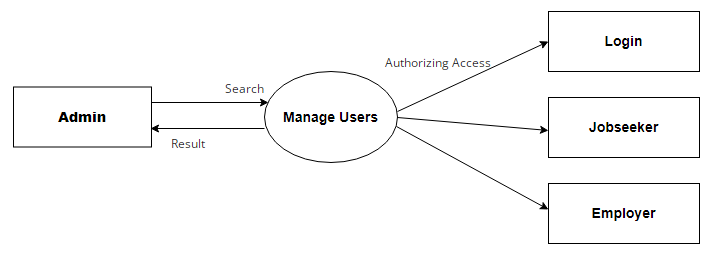 Login
Authorizing Access
Search
Admin
Manage Users
Jobseeker
Result
Employer